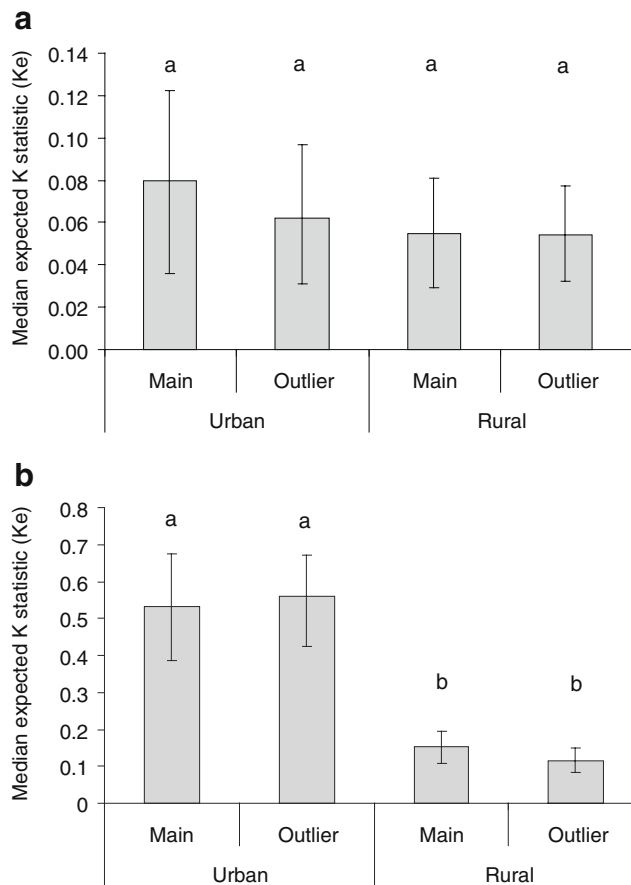 a
Median expected K statistic (Ke)
0.14
0.12
0.10
0.08
0.06
0.04
0.02
0.00
a a a a
Main Outlier Main Outlier
Urban Rural
b
Median expected K statistic (Ke)
0.8
0.7
0.6
0.5
0.4
0.3
0.2
0.1
0
a a b b
Main Outlier Main Outlier
Urban Rural